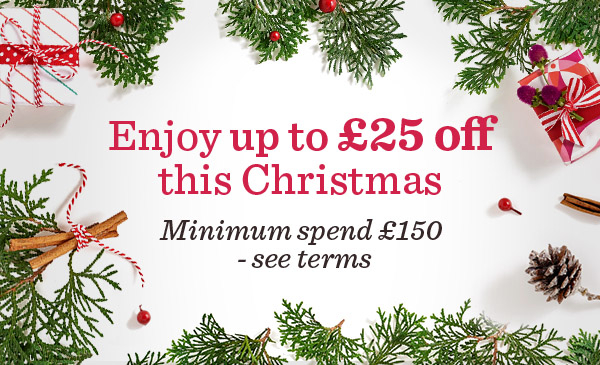 Enjoy up to £25 off
this Christmas
Minimum spend £150
- see terms